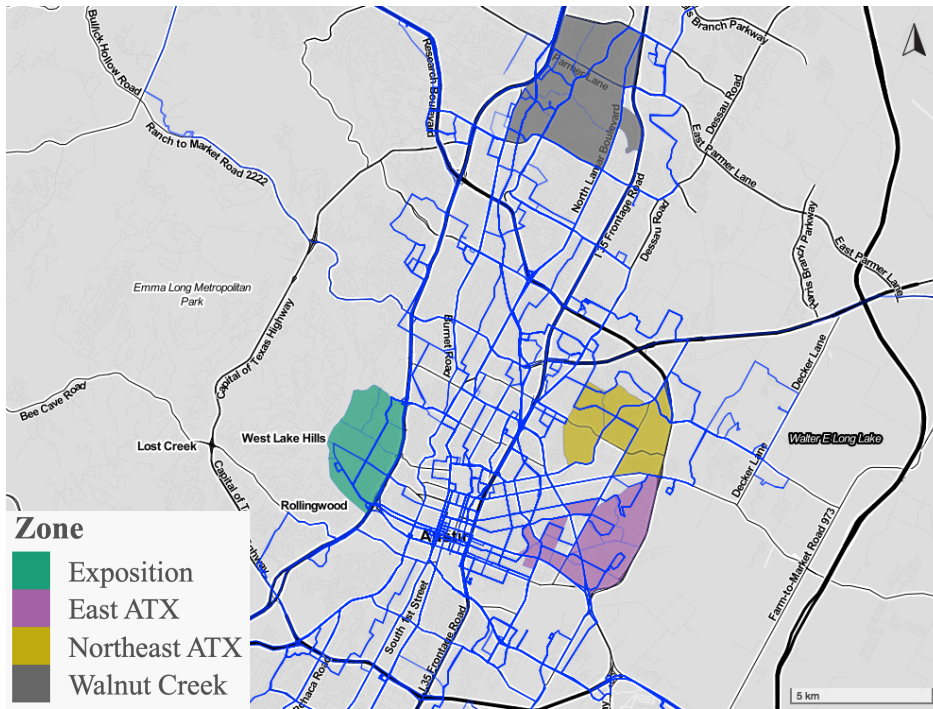 Bullick Hollow Road
Research Boulevard
Branch Parkway
Parmer Lane
Dessau Road
Ranch to Market Road 2222
North Lamar Boulevard
East Parmer Lane
I 35 Frontage Road
Dessau Road
Harris Branch Parkway
East Parmer Lane
Emma Long Metropolitan
Park
Capital of Texas Highway
Burnet Road
Decker Lane
Bee Cave Road
West Lake Hills
Lost Creek
Walter E Long Lake
Decker Lane
Capital of T
Rollingwood
Farm-to-Market Road 973
Austin
South 1st Street
I 35 Frontage Road
Zone
Exposition
East ATX
Northeast ATX
Walnut Creek
5 km